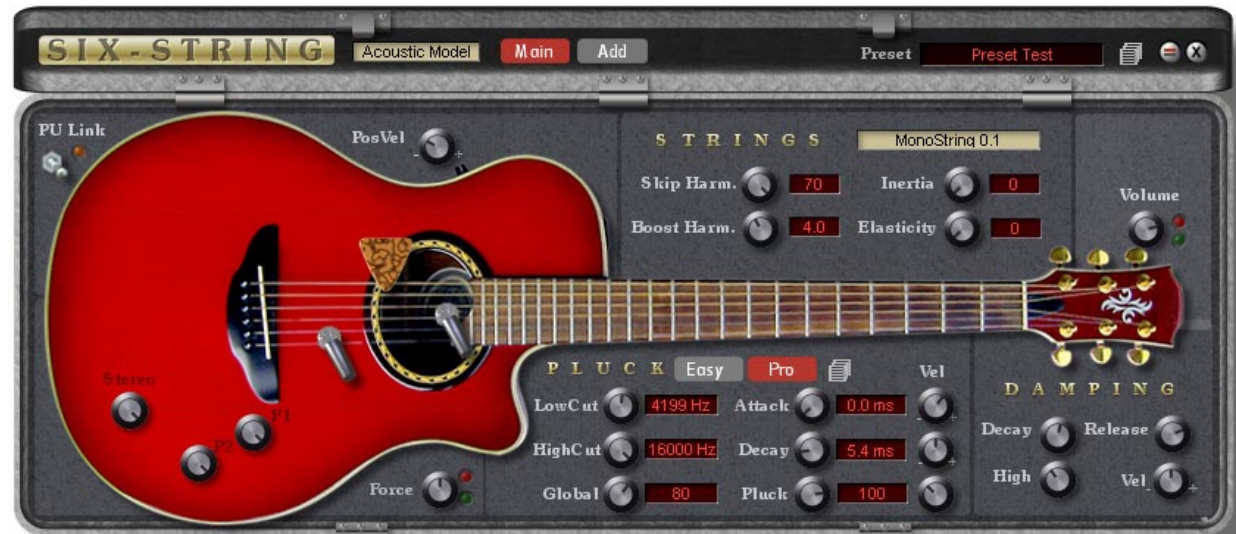 SIX-STRING Acoustic Model Main Add Preset Preset Test X
PU Link
PosVel
- +
STRINGS MonoString 0.1
Skip Harm. 70 Inertia 0
Boost Harm. 4.0 Elasticity 0
Volume
PLUCK Easy Pro Vel
LowCut 4199 Hz Attack 0.0 ms
- +
HighCut 16000 Hz Decay 5.4 ms
- +
Global 80 Pluck 100
- +
Stereo
P1
P2
Force
DAMPING
Decay Release
High Vel - +